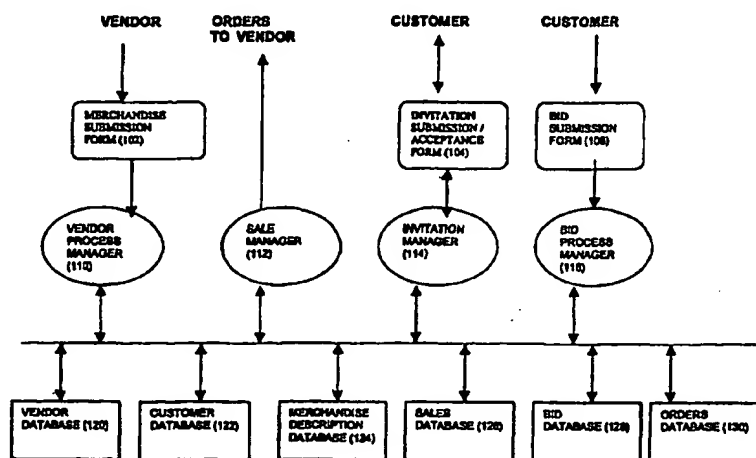 VENDOR
ORDERS
TO VENDOR
CUSTOMER
CUSTOMER
MERCHANDISE
SUBMISSION
FORM (102)
INVITATION
SUBMISSION /
ACCEPTANCE
FORM (104)
BID
SUBMISSION
FORM (106)
VENDOR
PROCESS
MANAGER
(110)
SALE
MANAGER
(112)
INVITATION
MANAGER
(114)
BID
PROCESS
MANAGER
(116)
VENDOR
DATABASE (120)
CUSTOMER
DATABASE (122)
MERCHANDISE
DESCRIPTION
DATABASE (124)
SALES
DATABASE (126)
BID
DATABASE (128)
ORDERS
DATABASE (130)